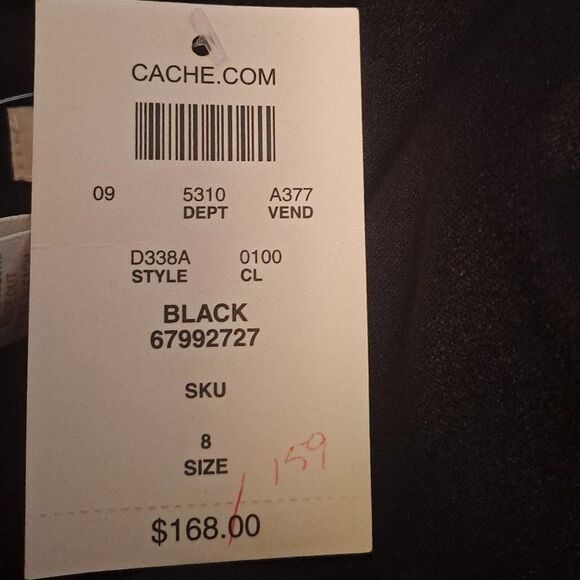 CACHE.COM
09 5310 A377
DEPT VEND
D338A 0100
STYLE CL
BLACK
67992727
SKU
8
SIZE
159
$168.00